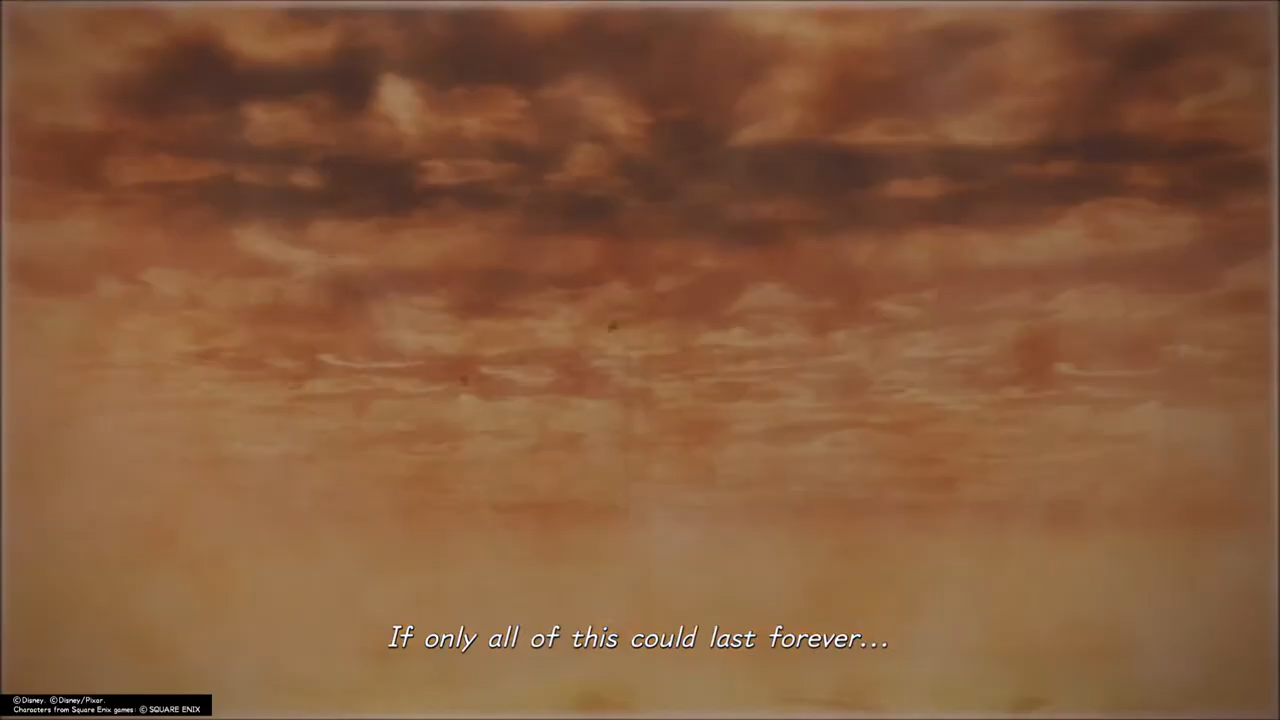 If only all of this could last forever...
©Disney. ©Disney/Pixar.
Characters from Square Enix games: © SQUARE ENIX